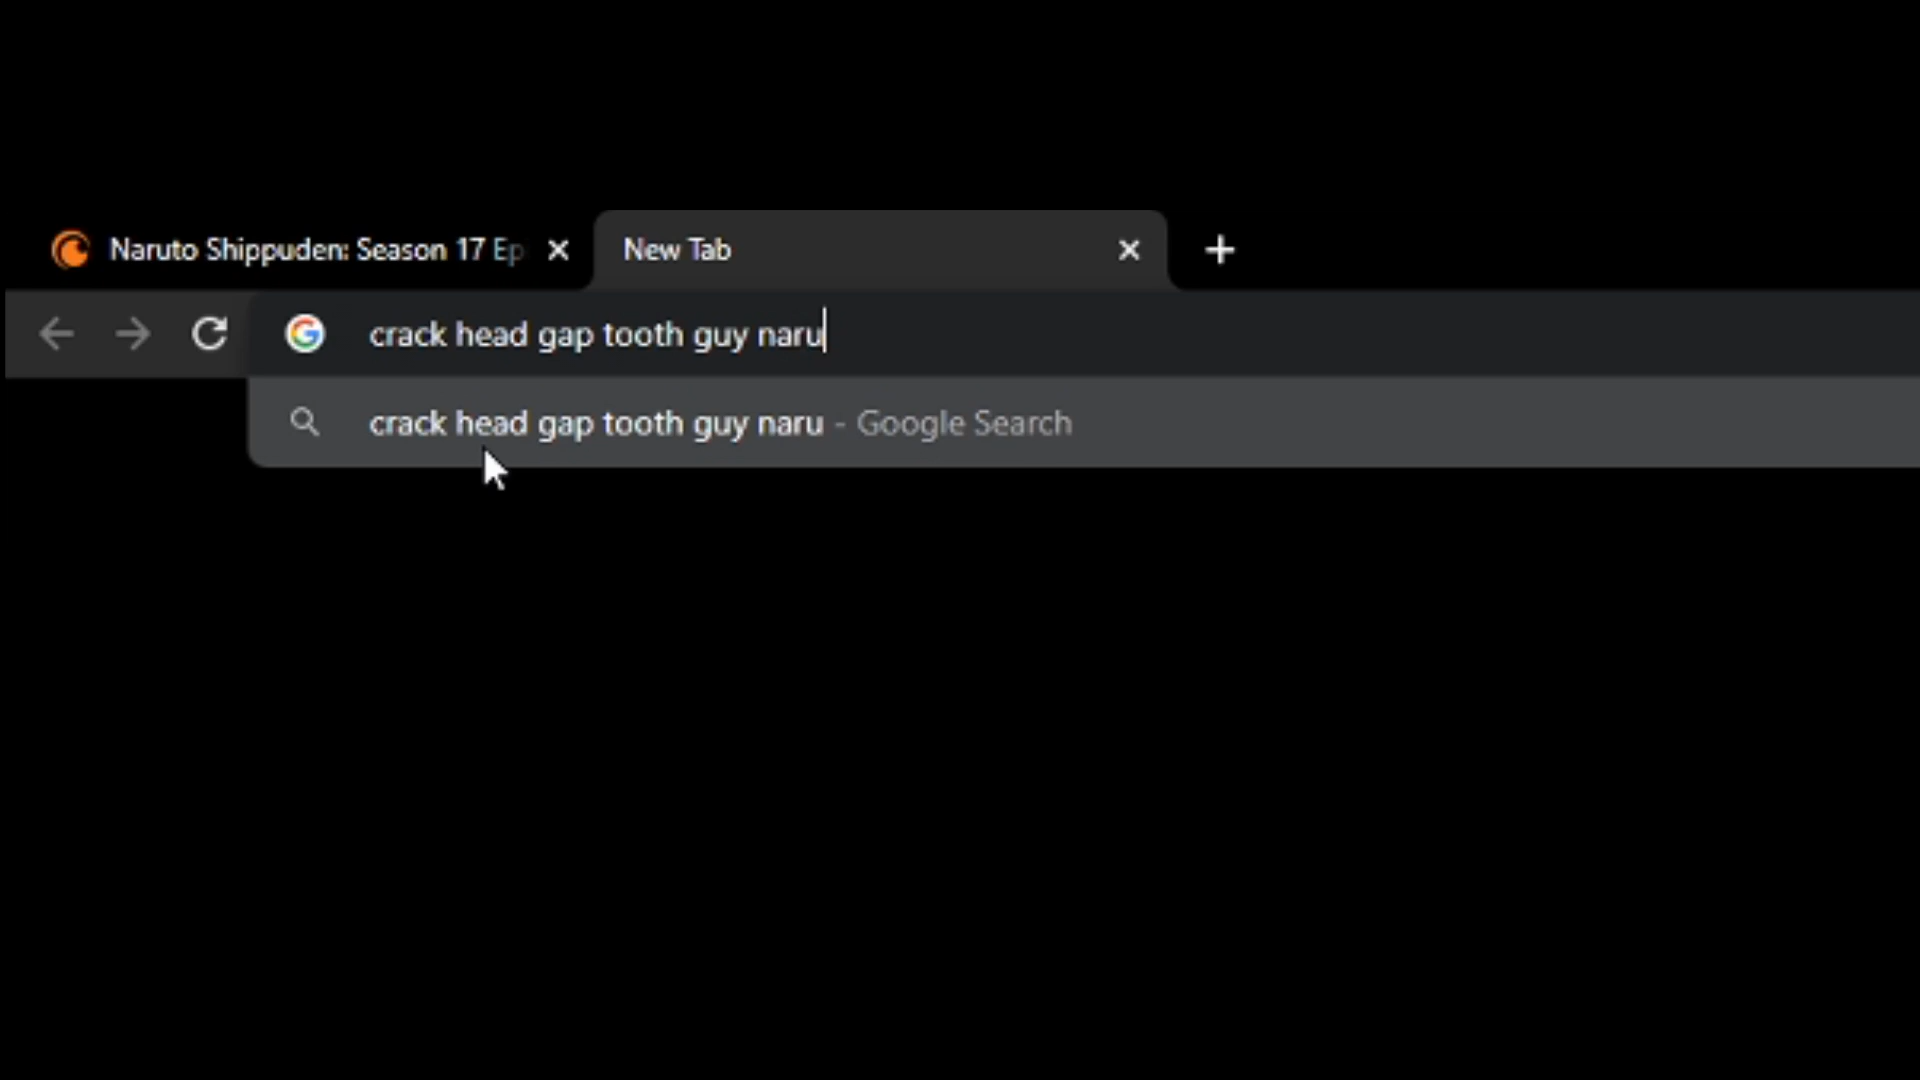 Naruto Shippuden: Season 17 Ep
New Tab
crack head gap tooth guy naru
crack head gap tooth guy naru - Google Search